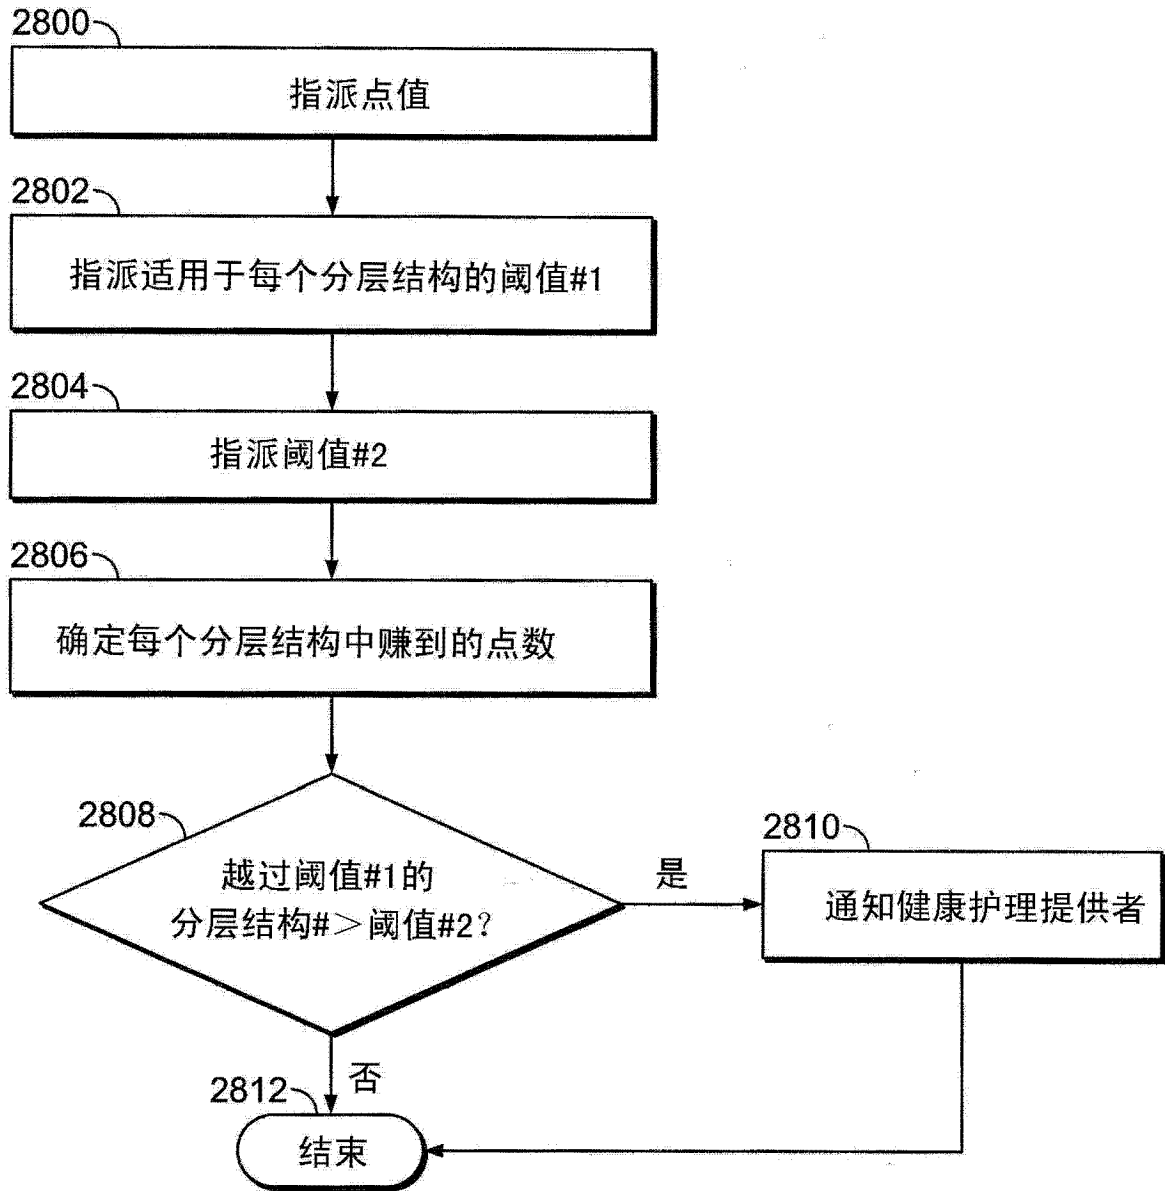 2800
指派点值
2802
指派适用于每个分层结构的阈值#1
2804
指派阈值#2
2806
确定每个分层结构中赚到的点数
2808
越过阈值#1的
分层结构#＞阈值#2?
是
2810
通知健康护理提供者
否
2812
结束